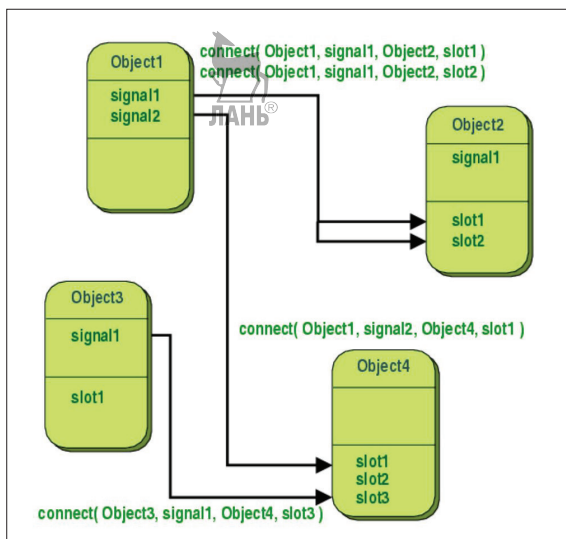 connect( Object1, signal1, Object2, slot1 )
connect( Object1, signal1, Object2, slot2 )
Object1
signal1
signal2
ЛАНЬ®
Object2
signal1
slot1
slot2
Object3
signal1
slot1
connect( Object1, signal2, Object4, slot1 )
Object4
slot1
slot2
slot3
connect( Object3, signal1, Object4, slot3 )